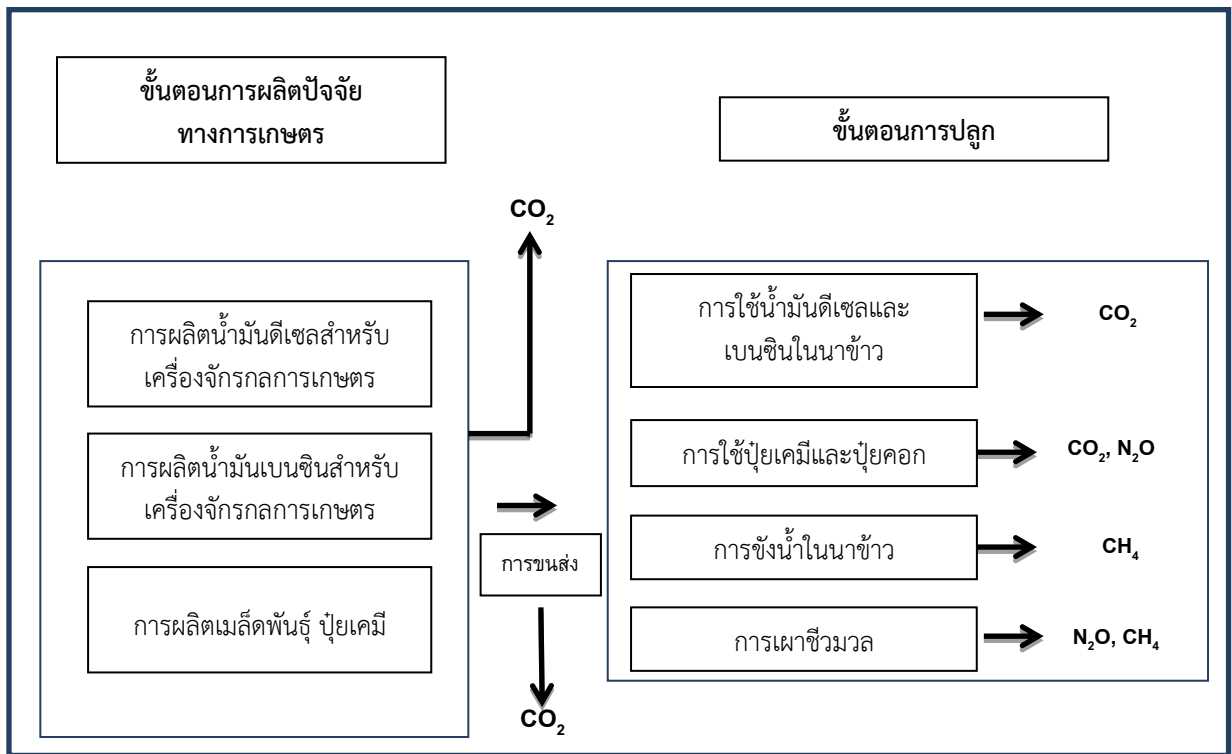 ขั้นตอนการผลิตปัจจัย
ทางการเกษตร
ขั้นตอนการปลูก
CO₂
การผลิตน้ำมันดีเซลสำหรับ
เครื่องจักรกลการเกษตร
การผลิตน้ำมันเบนซินสำหรับ
เครื่องจักรกลการเกษตร
การผลิตเมล็ดพันธุ์ ปุ๋ยเคมี
การขนส่ง
CO₂
การใช้น้ำมันดีเซลและ
เบนซินในนาข้าว
CO₂
การใช้ปุ๋ยเคมีและปุ๋ยคอก
CO₂, N₂O
การขังน้ำในนาข้าว
CH₄
การเผาชีวมวล
N₂O, CH₄